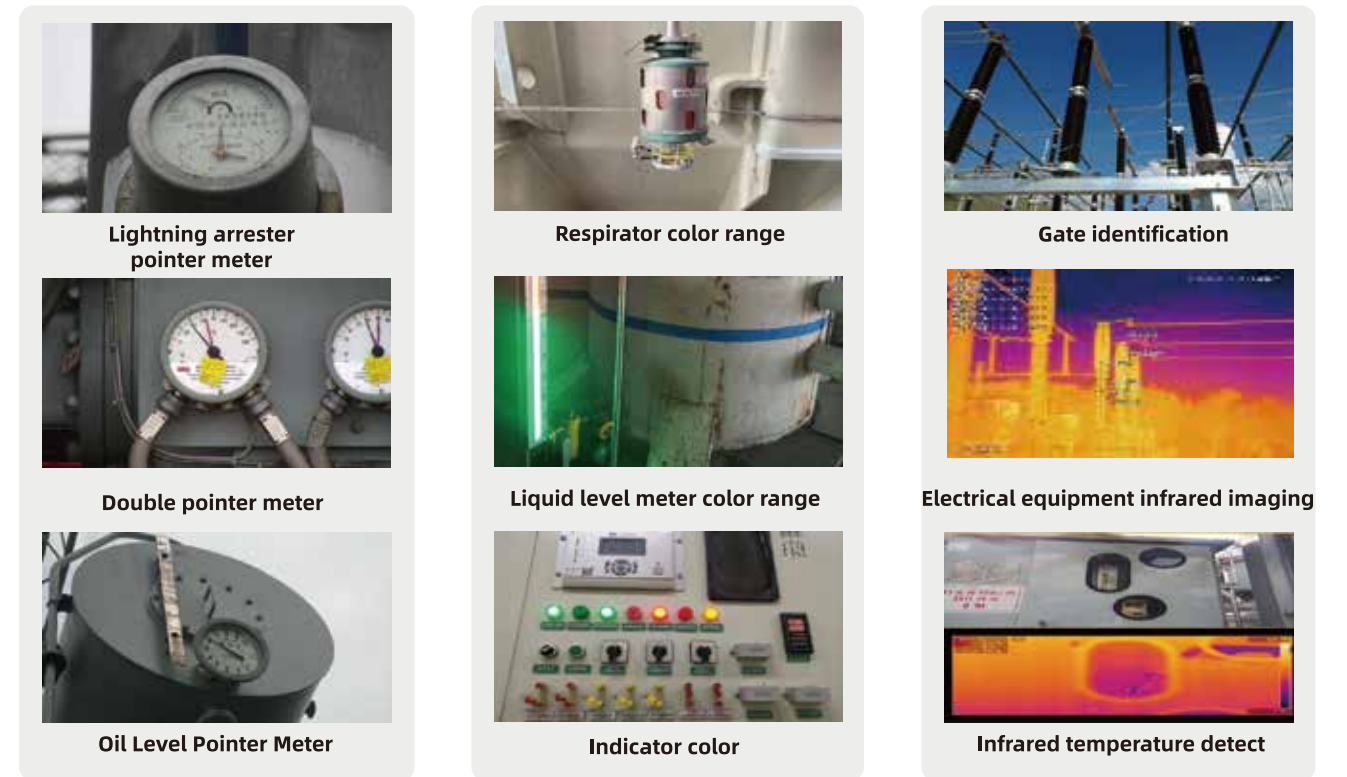 Lightning arrester
pointer meter
Respirator color range
Gate identification
Double pointer meter
Liquid level meter color range
Electrical equipment infrared imaging
Oil Level Pointer Meter
Indicator color
Infrared temperature detect